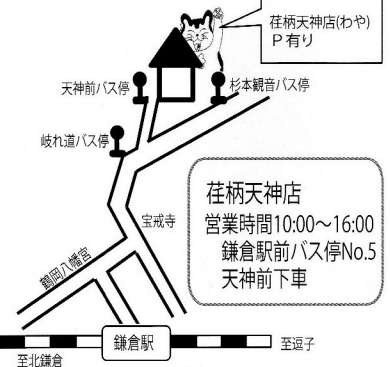 荏柄天神店(わや)
P有り
天神前バス停
杉本観音バス停
岐れ道バス停
荏柄天神店
営業時間10:00～16:00
鎌倉駅前バス停No.5
天神前下車
宝戒寺
鶴岡八幡宮
鎌倉駅
至逗子
至北鎌倉